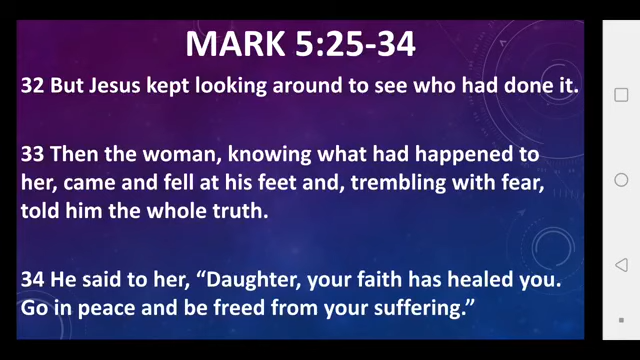 MARK 5:25-34
32 But Jesus kept looking around to see who had done it.
33 Then the woman, knowing what had happened to
her, came and fell at his feet and, trembling with fear,
told him the whole truth.
34 He said to her, “Daughter, your faith has healed you.
Go in peace and be freed from your suffering.”